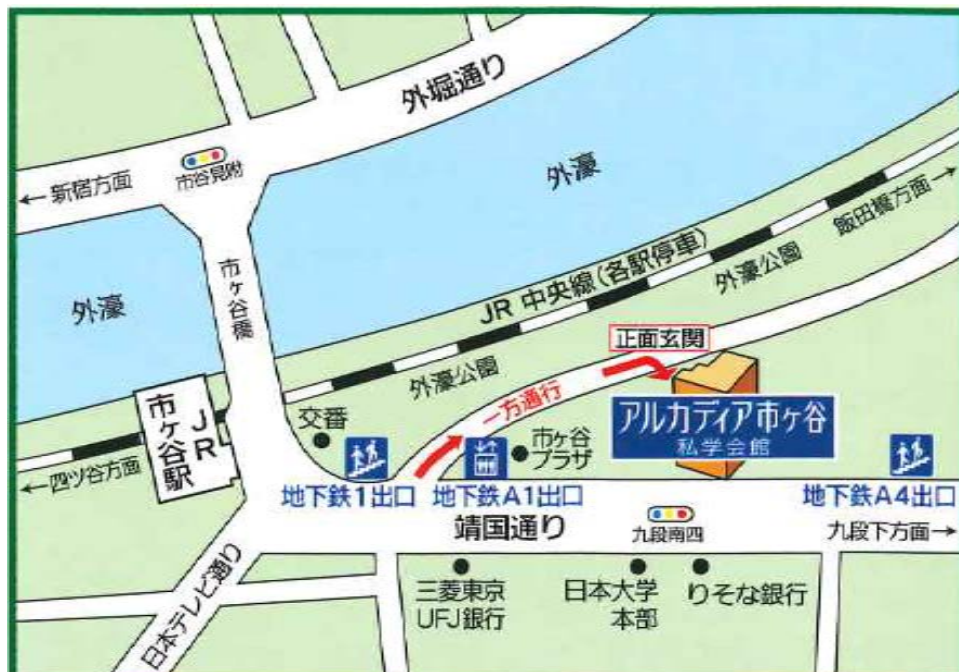 外堀通り
市谷見附
← 新宿方面
外濠
飯田橋方面 →
市ヶ谷橋
JR 中央線(各駅停車)
外濠公園
外濠
正面玄関
外濠公園
一方通行
アルカディア市ヶ谷
私学会館
交番
市ヶ谷
プラザ
JR
市ヶ谷駅
← 四ツ谷方面
地下鉄1出口
地下鉄A1出口
地下鉄A4出口
靖国通り
九段南四
九段下方面 →
日本テレビ通り
三菱東京
UFJ銀行
日本大学
本部
りそな銀行